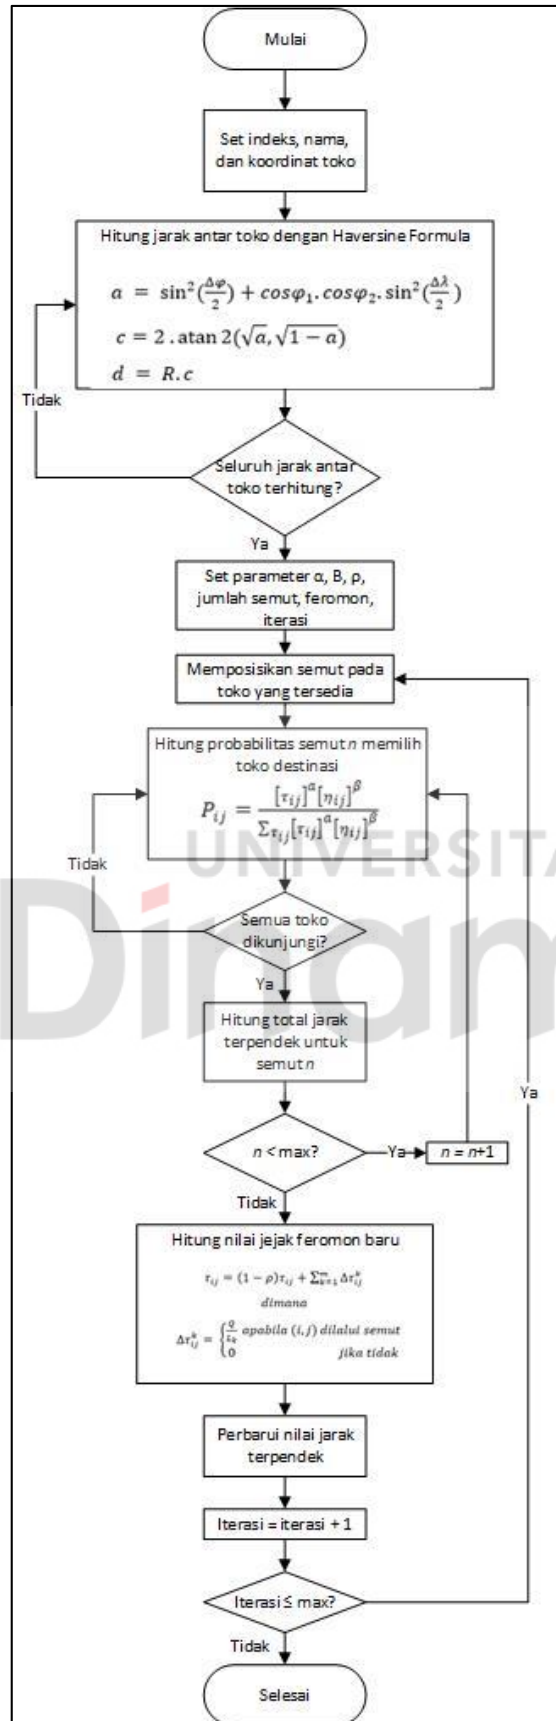 Mulai
Set indeks, nama,
dan koordinat toko
Hitung jarak antar toko dengan Haversine Formula
a = sin²(Δφ/2) + cosφ₁.cosφ₂.sin²(Δλ/2)
c = 2 .atan 2(√a, √1 − a)
d = R.c
Tidak
Seluruh jarak antar
toko terhitung?
Ya
Set parameter α, B, ρ,
jumlah semut, feromon,
iterasi
Memposisikan semut pada
toko yang tersedia
Hitung probabilitas semut n memilih
toko destinasi
P_ij = [τ_ij]^α [η_ij]^β / Σ_τij [τ_ij]^α [η_ij]^β
UNIVERSITA
Tidak
Dinam
Semua toko
dikunjungi?
Ya
Hitung total jarak
terpendek untuk
semut n
Ya
n < max?
Ya
n = n+1
Tidak
Hitung nilai jejak feromon baru
τ_ij = (1 − ρ)τ_ij + Σ Δτ_ij^k
dimana
Δτ_ij^k = { Q/L_k apabila (i,j) dilalui semut
0 jika tidak
Perbarui nilai jarak
terpendek
Iterasi = iterasi + 1
Iterasi ≤ max?
Tidak
Selesai